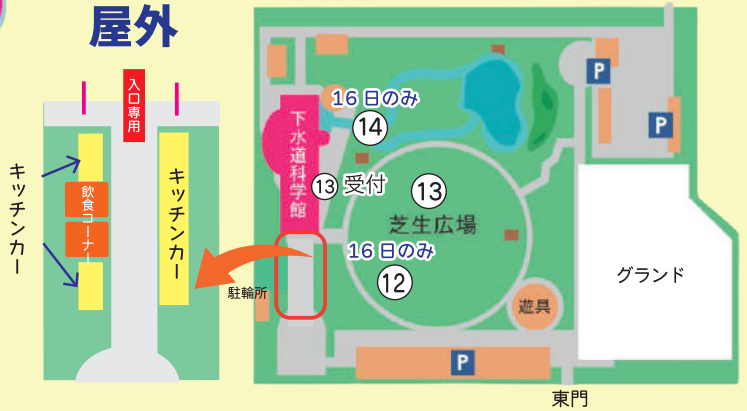 屋外
入口専用
キッチンカー
飲食コーナー
キッチンカー
16日のみ
⑭
下水道科学館
⑬ 受付
⑬
芝生広場
16日のみ
⑫
駐輪所
遊具
グランド
P
P
P
東門